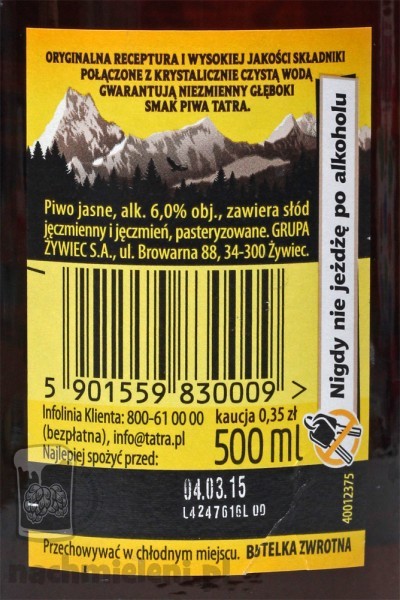 ORYGINALNA RECEPTURA I WYSOKIEJ JAKOŚCI SKŁADNIKI
POŁĄCZONE Z KRYSTALICZNIE CZYSTĄ WODĄ
GWARANTUJĄ NIEZMIENNY GŁĘBOKI
SMAK PIWA TATRA.
Piwo jasne, alk. 6,0% obj., zawiera słód
jęczmienny i jęczmień, pasteryzowane. GRUPA
ŻYWIEC S.A., ul. Browarna 88, 34-300 Żywiec.
Nigdy nie jeżdżę po alkoholu
5 901559 830009 >
Infolinia Klienta: 800-61 00 00
(bezpłatna), info@tatra.pl
Najlepiej spożyć przed:
kaucja 0,35 zł
500 ml
04.03.15
L4247616L 00
40012375
Przechowywać w chłodnym miejscu. BUTELKA ZWROTNA
nachmieleni.pl